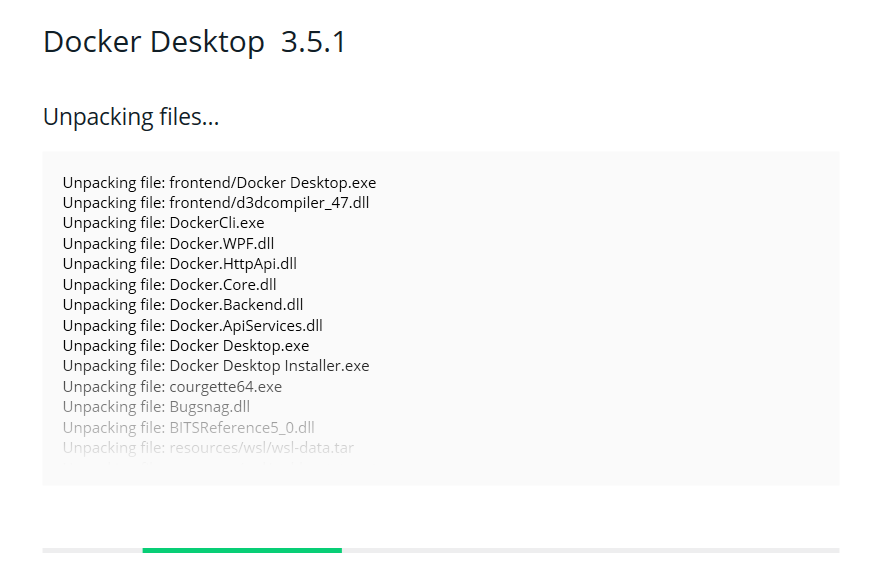 Docker Desktop 3.5.1
Unpacking files...
Unpacking file: frontend/Docker Desktop.exe
Unpacking file: frontend/d3dcompiler_47.dll
Unpacking file: DockerCli.exe
Unpacking file: Docker.WPF.dll
Unpacking file: Docker.HttpApi.dll
Unpacking file: Docker.Core.dll
Unpacking file: Docker.Backend.dll
Unpacking file: Docker.ApiServices.dll
Unpacking file: Docker Desktop.exe
Unpacking file: Docker Desktop Installer.exe
Unpacking file: courgette64.exe
Unpacking file: Bugsnag.dll
Unpacking file: BITSReference5_0.dll
Unpacking file: resources/wsl/wsl-data.tar